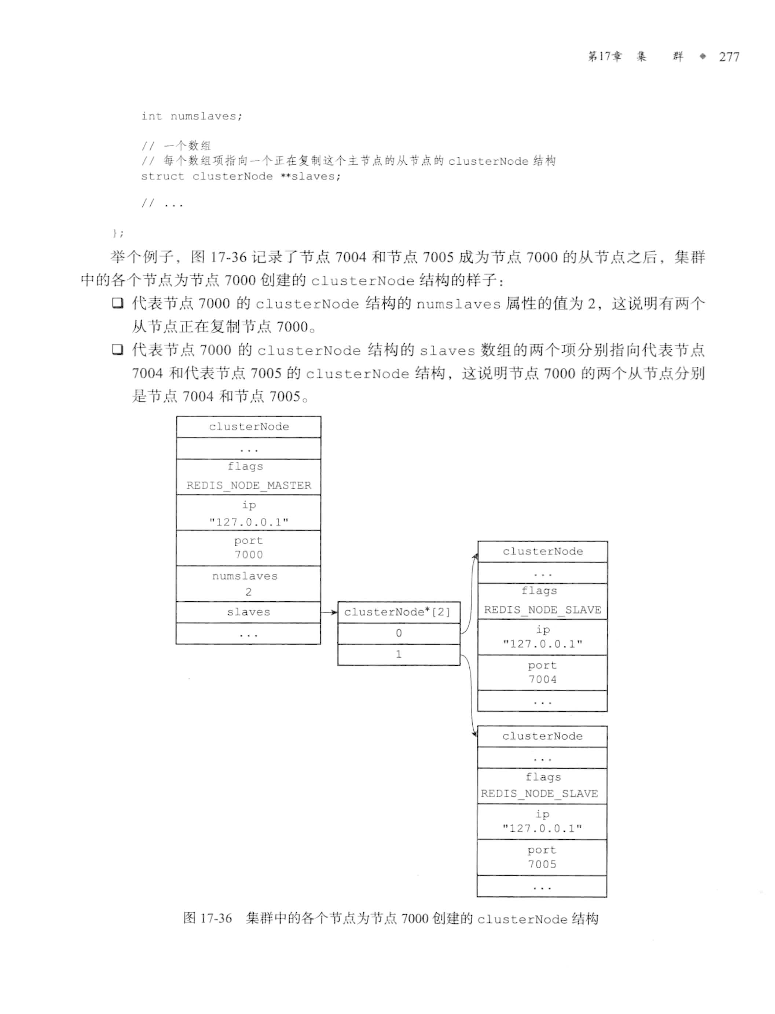 第17章 集 群 ◆ 277
int numslaves;
// 一个数组
// 每个数组项指向一个正在复制这个主节点的从节点的 clusterNode 结构
struct clusterNode **slaves;
// ...
};
举个例子，图 17-36 记录了节点 7004 和节点 7005 成为节点 7000 的从节点之后，集群
中的各个节点为节点 7000 创建的 clusterNode 结构的样子：
❑ 代表节点 7000 的 clusterNode 结构的 numslaves 属性的值为 2，这说明有两个
从节点正在复制节点 7000。
❑ 代表节点 7000 的 clusterNode 结构的 slaves 数组的两个项分别指向代表节点
7004 和代表节点 7005 的 clusterNode 结构，这说明节点 7000 的两个从节点分别
是节点 7004 和节点 7005。
clusterNode
...
flags
REDIS_NODE_MASTER
ip
"127.0.0.1"
port
7000
numslaves
2
slaves
...
clusterNode*[2]
0
1
clusterNode
...
flags
REDIS_NODE_SLAVE
ip
"127.0.0.1"
port
7004
...
clusterNode
...
flags
REDIS_NODE_SLAVE
ip
"127.0.0.1"
port
7005
...
图 17-36 集群中的各个节点为节点 7000 创建的 clusterNode 结构